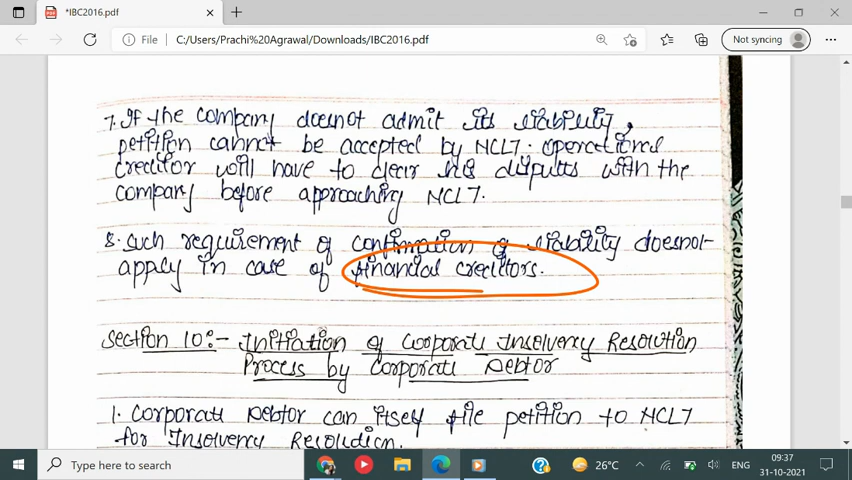 *IBC2016.pdf
File C:/Users/Prachi%20Agrawal/Downloads/IBC2016.pdf Not syncing
7. If the company doesnot admit its liability,
petition cannot be accepted by NCLT. Operational
creditor will have to clear his disputts with the
company before approaching NCLT.
8. Such requirement of confirmation of liability doesnot
apply in case of financial creditors.
Section 10:- Initiation of Corporate Insolvency Resolution
Process by Corporate Debtor
1. Corporate Debtor can itself file petition to NCLT
for Insolvency Resolution.
Type here to search 26°C ENG 09:37
31-10-2021